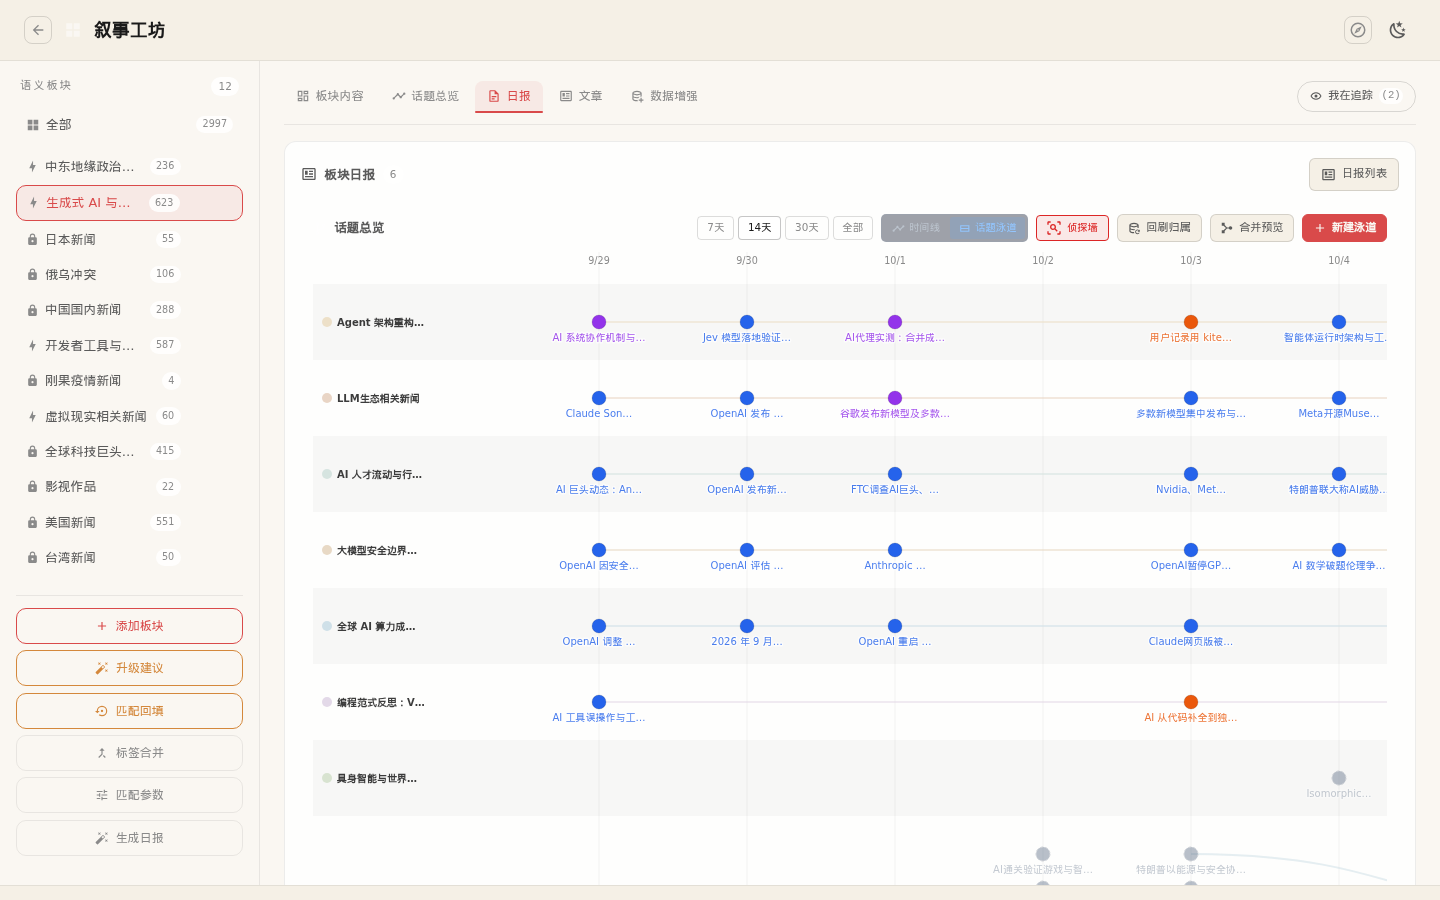 叙事工坊
语义板块 12
全部 2997
中东地缘政治... 236
生成式 AI 与... 623
日本新闻 55
俄乌冲突 106
中国国内新闻 288
开发者工具与... 587
刚果疫情新闻 4
虚拟现实相关新闻 60
全球科技巨头... 415
影视作品 22
美国新闻 551
台湾新闻 50
添加板块
升级建议
匹配回填
标签合并
匹配参数
生成日报
板块内容 话题总览 日报 文章 数据增强
我在追踪 (2)
板块日报 6
日报列表
话题总览
7天 14天 30天 全部 时间线 话题泳道 侦探墙 回刷归属 合并预览 新建泳道
9/29 9/30 10/1 10/2 10/3 10/4
Agent 架构重构...
AI 系统协作机制与... Jev 模型落地验证... AI代理实测：合并成... 用户记录用 kite... 智能体运行时架构与工...
LLM生态相关新闻
Claude Son... OpenAI 发布 ... 谷歌发布新模型及多款... 多款新模型集中发布与... Meta开源Muse...
AI 人才流动与行...
AI 巨头动态：An... OpenAI 发布新... FTC调查AI巨头、... Nvidia、Met... 特朗普联大称AI威胁...
大模型安全边界...
OpenAI 因安全... OpenAI 评估 ... Anthropic ... OpenAI暂停GP... AI 数学破题伦理争...
全球 AI 算力成...
OpenAI 调整 ... 2026 年 9 月... OpenAI 重启 ... Claude网页版被...
编程范式反思：V...
AI 工具误操作与工... AI 从代码补全到独...
具身智能与世界...
Isomorphic...
AI通关验证游戏与智... 特朗普以能源与安全协...